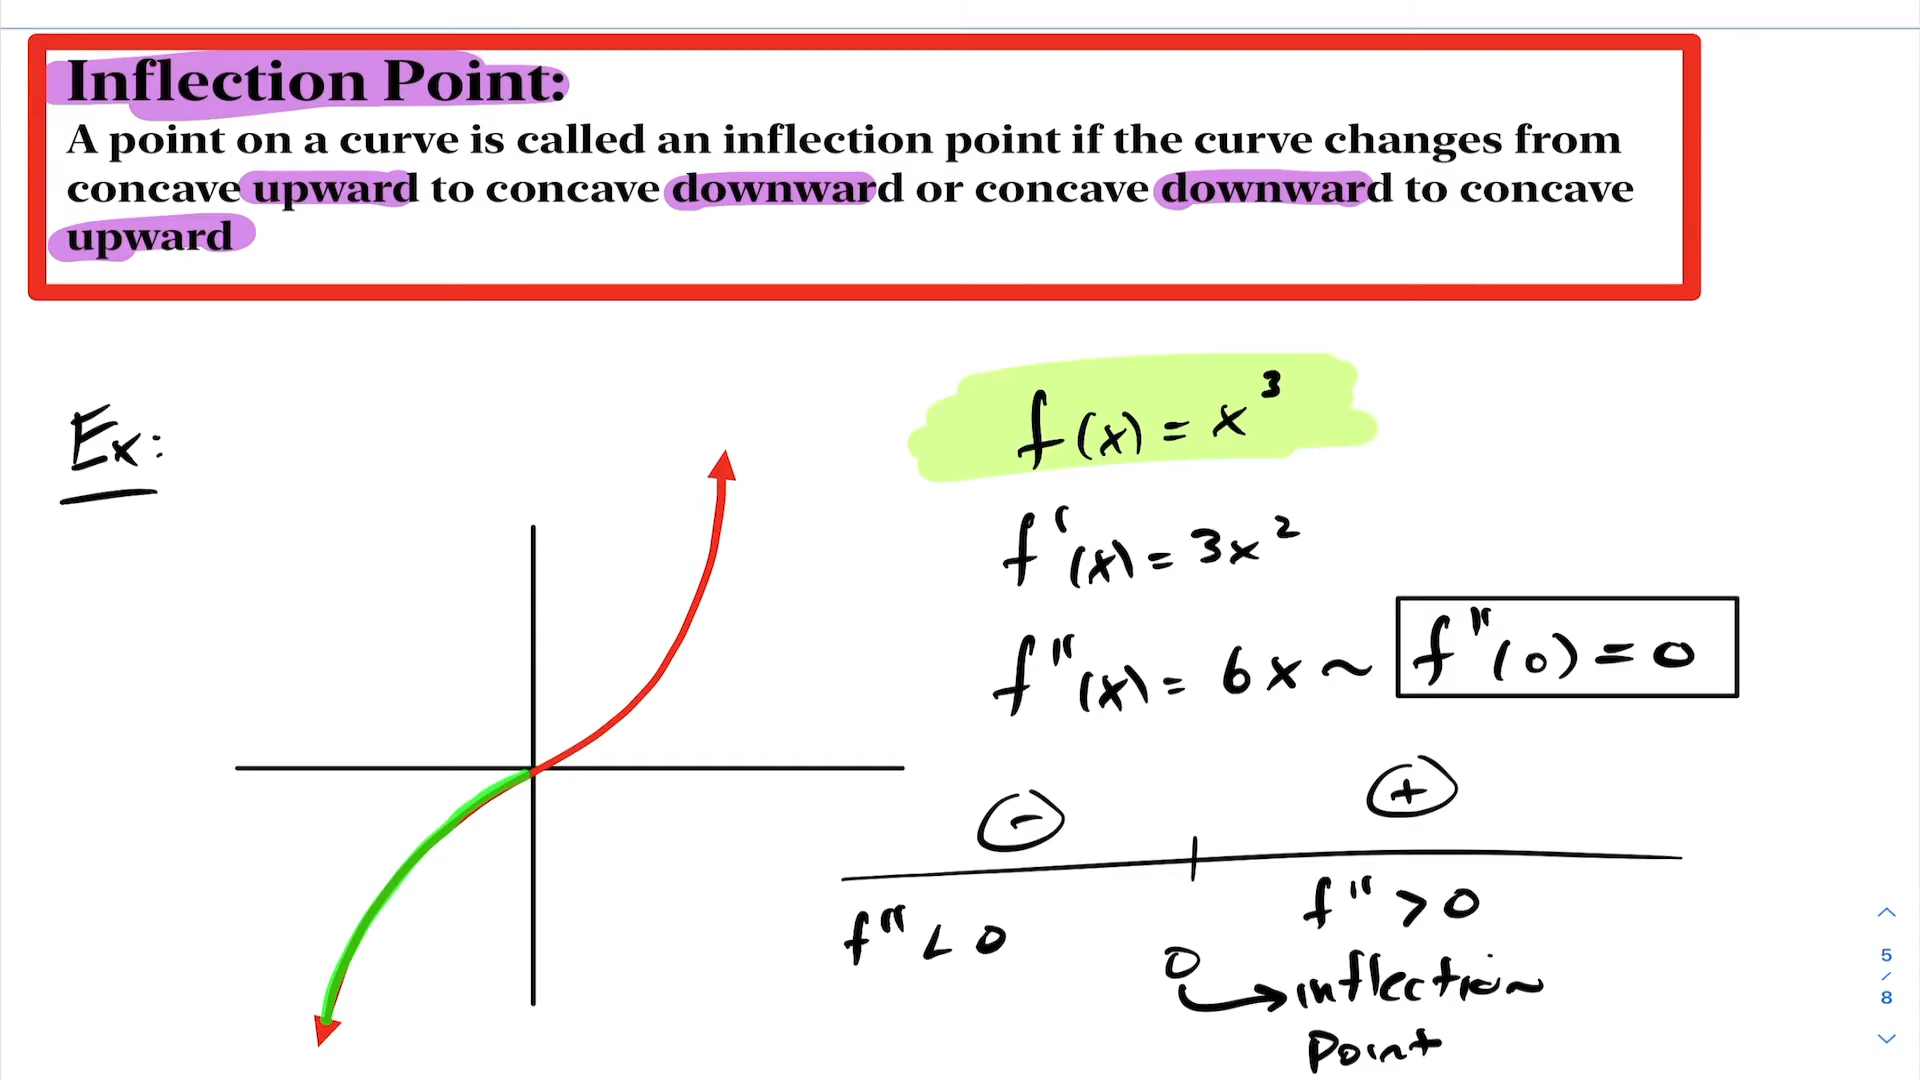 Inflection Point:
A point on a curve is called an inflection point if the curve changes from
concave upward to concave downward or concave downward to concave
upward
Ex:
f(x) = x³
f'(x) = 3x²
f''(x) = 6x ~ f''(0) = 0
- +
f'' < 0 f'' > 0
0 → inflection
Point
5
/
8